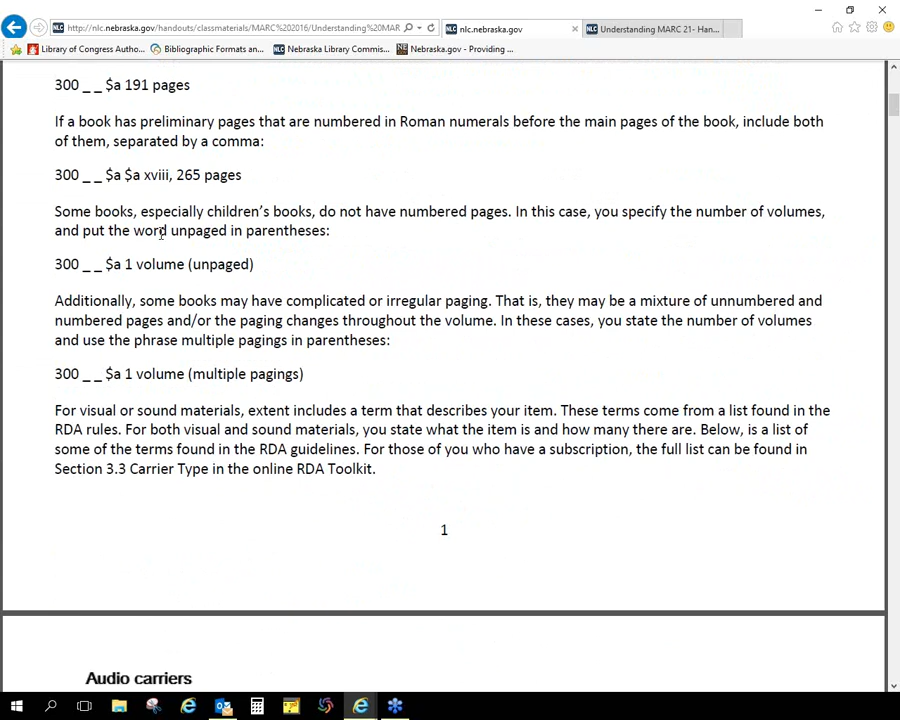 http://nlc.nebraska.gov/handouts/classmaterials/MARC%2016/Understanding%20MAR
nlc.nebraska.gov
Understanding MARC 21- Han...
Library of Congress Autho...
Bibliographic Formats an...
NLC
Nebraska Library Commis...
Nebraska.gov - Providing ...
300 _ _ $a 191 pages
If a book has preliminary pages that are numbered in Roman numerals before the main pages of the book, include both
of them, separated by a comma:
300 _ _ $a $a xviii, 265 pages
Some books, especially children’s books, do not have numbered pages. In this case, you specify the number of volumes,
and put the word unpaged in parentheses:
300 _ _ $a 1 volume (unpaged)
Additionally, some books may have complicated or irregular paging. That is, they may be a mixture of unnumbered and
numbered pages and/or the paging changes throughout the volume. In these cases, you state the number of volumes
and use the phrase multiple pagings in parentheses:
300 _ _ $a 1 volume (multiple pagings)
For visual or sound materials, extent includes a term that describes your item. These terms come from a list found in the
RDA rules. For both visual and sound materials, you state what the item is and how many there are. Below, is a list of
some of the terms found in the RDA guidelines. For those of you who have a subscription, the full list can be found in
Section 3.3 Carrier Type in the online RDA Toolkit.
1
Audio carriers